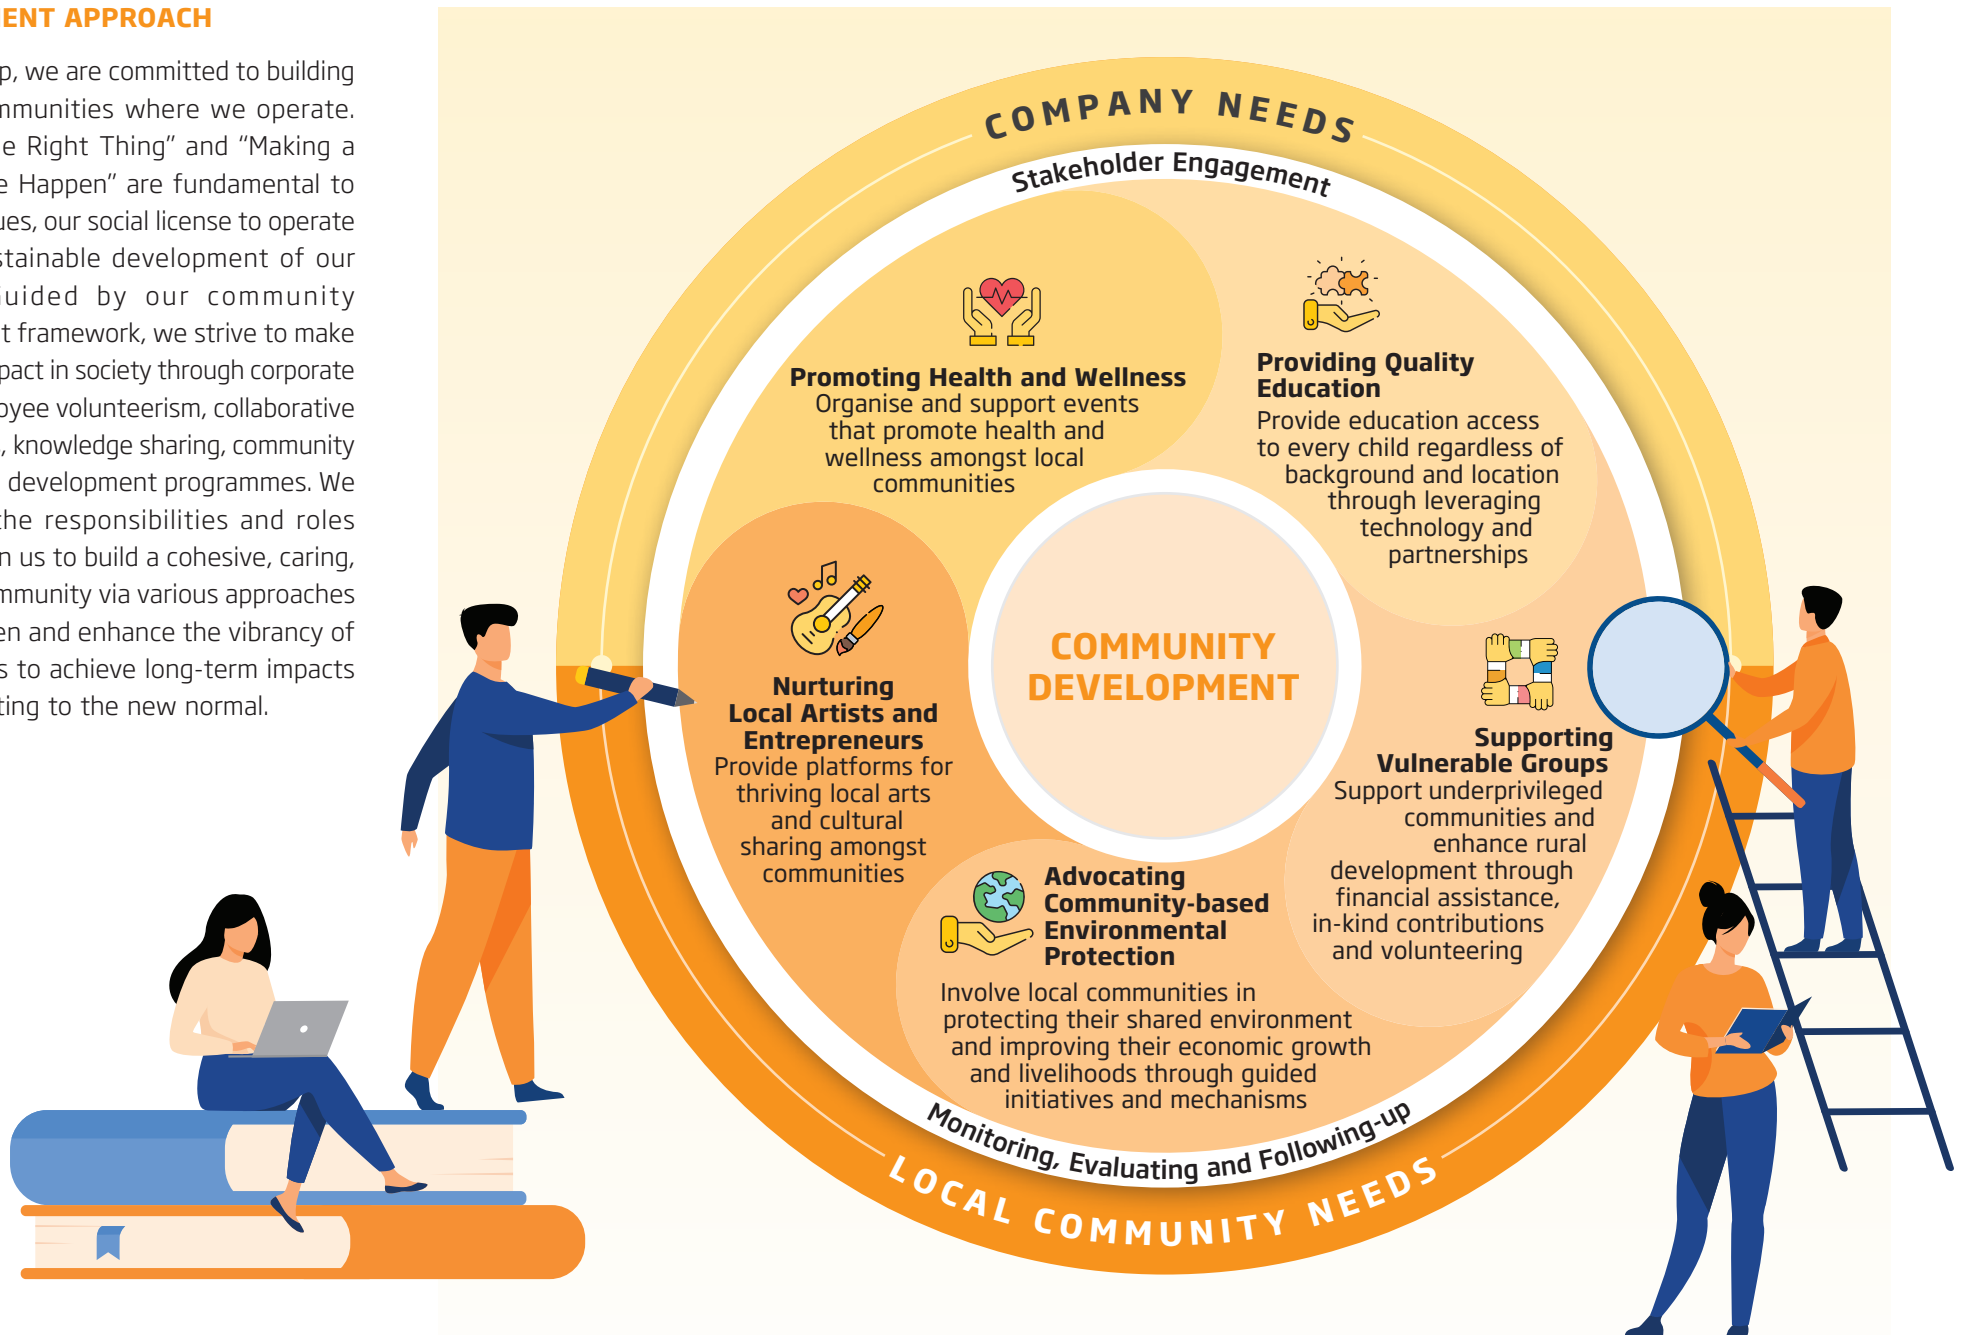 ENT APPROACH
p, we are committed to building
mmunities where we operate.
e Right Thing” and “Making a
e Happen” are fundamental to
ues, our social license to operate
stainable development of our
Guided by our community
t framework, we strive to make
pact in society through corporate
oyee volunteerism, collaborative
, knowledge sharing, community
development programmes. We
the responsibilities and roles
n us to build a cohesive, caring,
mmunity via various approaches
en and enhance the vibrancy of
s to achieve long-term impacts
ting to the new normal.
COMPANY NEEDS
Stakeholder Engagement
Promoting Health and Wellness
Organise and support events
that promote health and
wellness amongst local
communities
Providing Quality
Education
Provide education access
to every child regardless of
background and location
through leveraging
technology and
partnerships
Nurturing
Local Artists and
Entrepreneurs
Provide platforms for
thriving local arts
and cultural
sharing amongst
communities
COMMUNITY
DEVELOPMENT
Supporting
Vulnerable Groups
Support underprivileged
communities and
enhance rural
development through
financial assistance,
in-kind contributions
and volunteering
Advocating
Community-based
Environmental
Protection
Involve local communities in
protecting their shared environment
and improving their economic growth
and livelihoods through guided
initiatives and mechanisms
Monitoring, Evaluating and Following-up
LOCAL COMMUNITY NEEDS